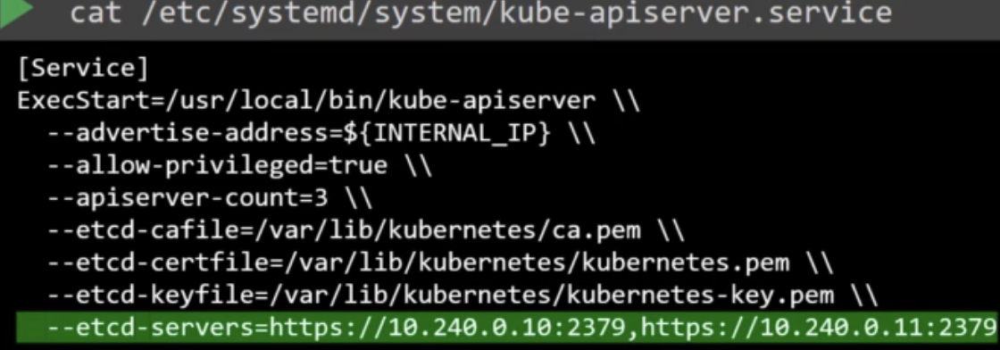 cat /etc/systemd/system/kube-apiserver.service
[Service]
ExecStart=/usr/local/bin/kube-apiserver \\
--advertise-address=${INTERNAL_IP} \\
--allow-privileged=true \\
--apiserver-count=3 \\
--etcd-cafile=/var/lib/kubernetes/ca.pem \\
--etcd-certfile=/var/lib/kubernetes/kubernetes.pem \\
--etcd-keyfile=/var/lib/kubernetes/kubernetes-key.pem \\
--etcd-servers=https://10.240.0.10:2379,https://10.240.0.11:2379